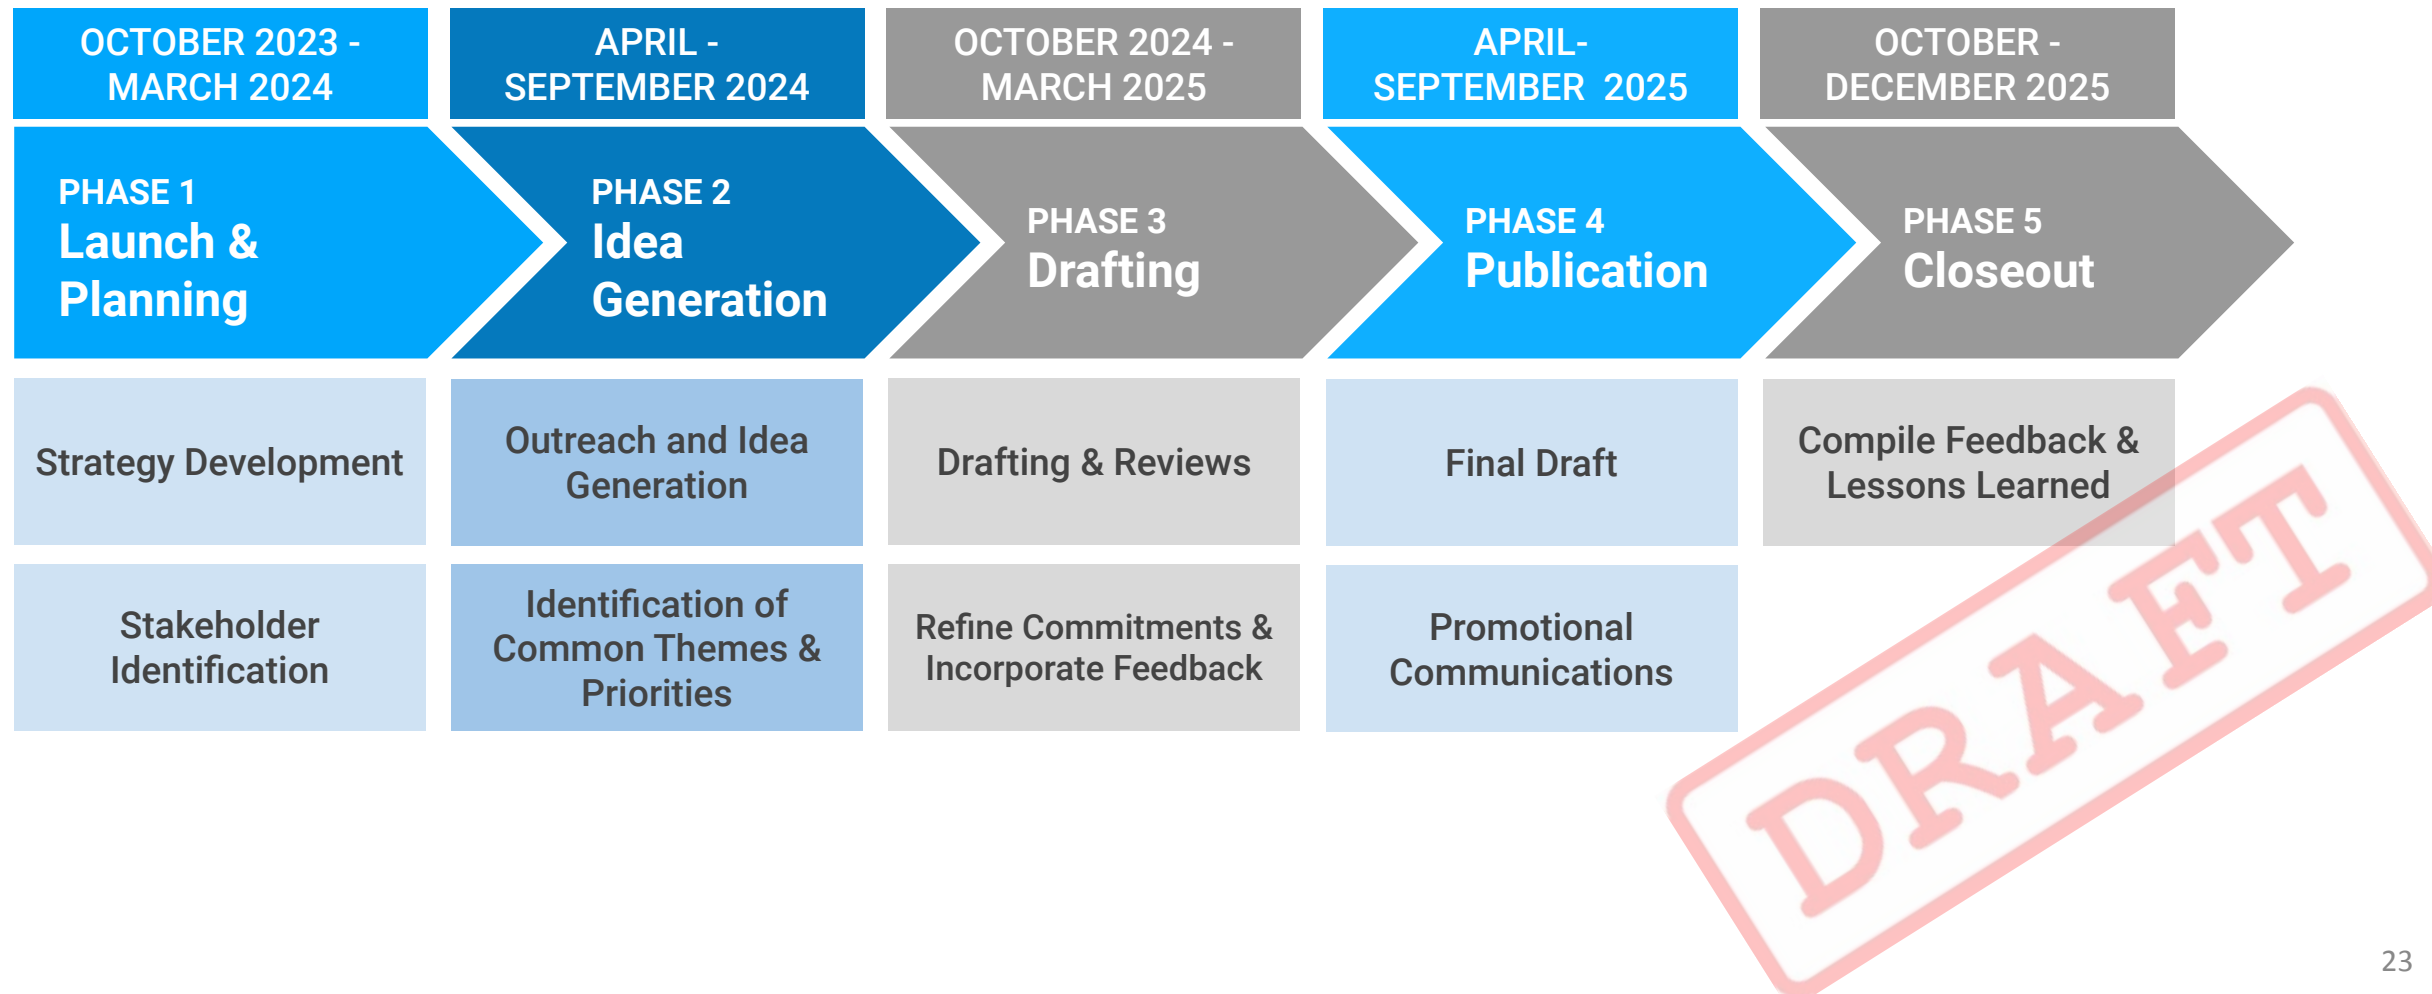 OCTOBER 2023 -
MARCH 2024
APRIL -
SEPTEMBER 2024
OCTOBER 2024 -
MARCH 2025
APRIL-
SEPTEMBER 2025
OCTOBER -
DECEMBER 2025
PHASE 1
Launch &
Planning
PHASE 2
Idea
Generation
PHASE 3
Drafting
PHASE 4
Publication
PHASE 5
Closeout
Strategy Development
Outreach and Idea
Generation
Drafting & Reviews
Final Draft
Compile Feedback &
Lessons Learned
Stakeholder
Identification
Identification of
Common Themes &
Priorities
Refine Commitments &
Incorporate Feedback
Promotional
Communications
DRAFT
23